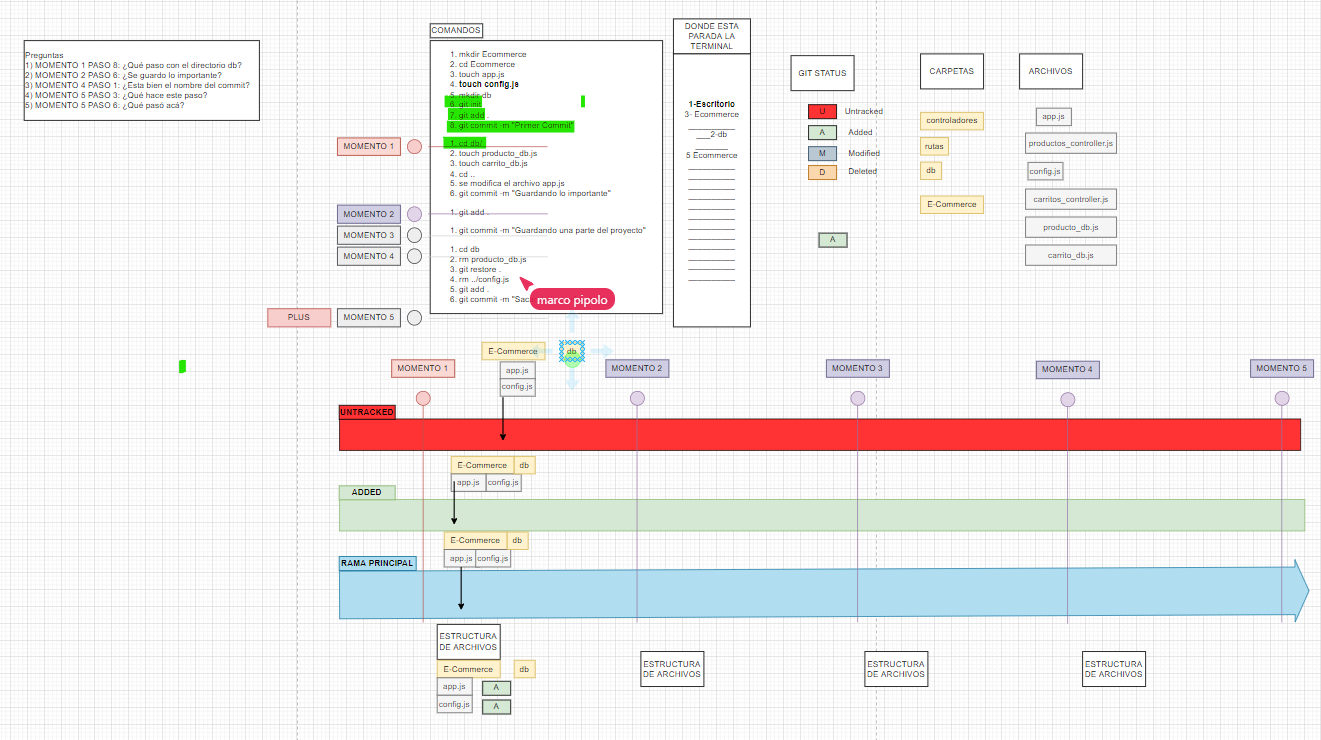 Preguntas
1) MOMENTO 1 PASO 8: ¿Qué paso con el directorio db?
2) MOMENTO 2 PASO 6: ¿Se guardo lo importante?
3) MOMENTO 4 PASO 1: ¿Esta bien el nombre del commit?
4) MOMENTO 5 PASO 3: ¿Qué hace este paso?
5) MOMENTO 5 PASO 6: ¿Qué pasó acá?
COMANDOS
1. mkdir Ecommerce
2. cd Ecommerce
3. touch app.js
4. touch config.js
5. mkdir db
6. git init
7. git add .
8. git commit -m "Primer Commit"
1. cd db/
2. touch producto_db.js
3. touch carrito_db.js
4. cd ..
5. se modifica el archivo app.js
6. git commit -m "Guardando lo importante"
1. git add .
1. git commit -m "Guardando una parte del proyecto"
1. cd db
2. rm producto_db.js
3. git restore .
4. rm ../config.js
5. git add .
6. git commit -m "Sac
marco pipolo
MOMENTO 1
MOMENTO 2
MOMENTO 3
MOMENTO 4
PLUS
MOMENTO 5
DONDE ESTA
PARADA LA
TERMINAL
1-Escritorio
3- Ecommerce
2-db
5 Ecommerce
GIT STATUS
U Untracked
A Added
M Modified
D Deleted
A
CARPETAS
controladores
rutas
db
E-Commerce
ARCHIVOS
app.js
productos_controller.js
config.js
carritos_controller.js
producto_db.js
carrito_db.js
E-Commerce db
app.js
config.js
MOMENTO 1 MOMENTO 2 MOMENTO 3 MOMENTO 4 MOMENTO 5
UNTRACKED
E-Commerce db
app.js config.js
ADDED
E-Commerce db
app.js config.js
RAMA PRINCIPAL
ESTRUCTURA
DE ARCHIVOS
E-Commerce db
app.js A
config.js A
ESTRUCTURA
DE ARCHIVOS
ESTRUCTURA
DE ARCHIVOS
ESTRUCTURA
DE ARCHIVOS